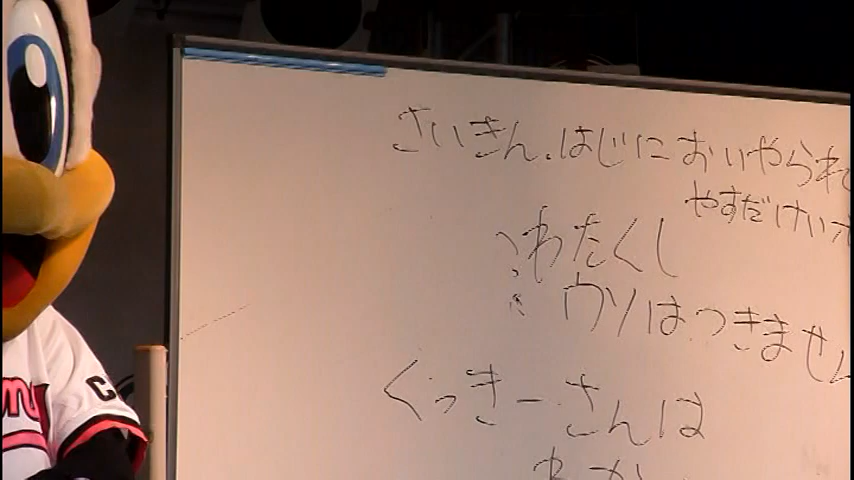 さいきん、はじにおいやられて
やすだけい
わたくし
ウソはつきません
くっきーさんは